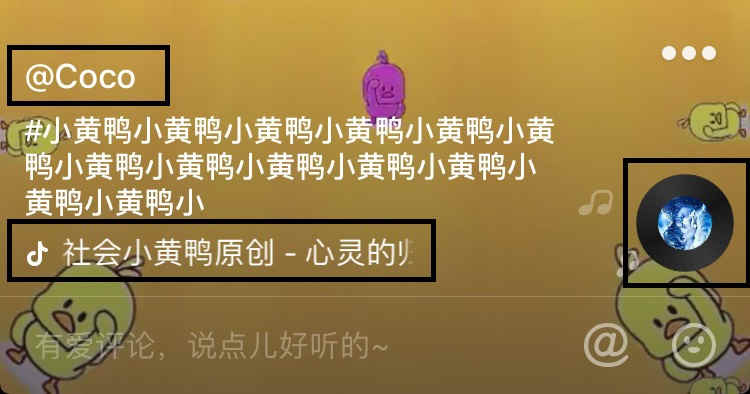 @Coco
#小黄鸭小黄鸭小黄鸭小黄鸭小黄鸭小黄
鸭小黄鸭小黄鸭小黄鸭小黄鸭小黄鸭小
黄鸭小黄鸭小
社会小黄鸭原创 - 心灵的
有爱评论，说点儿好听的~
@